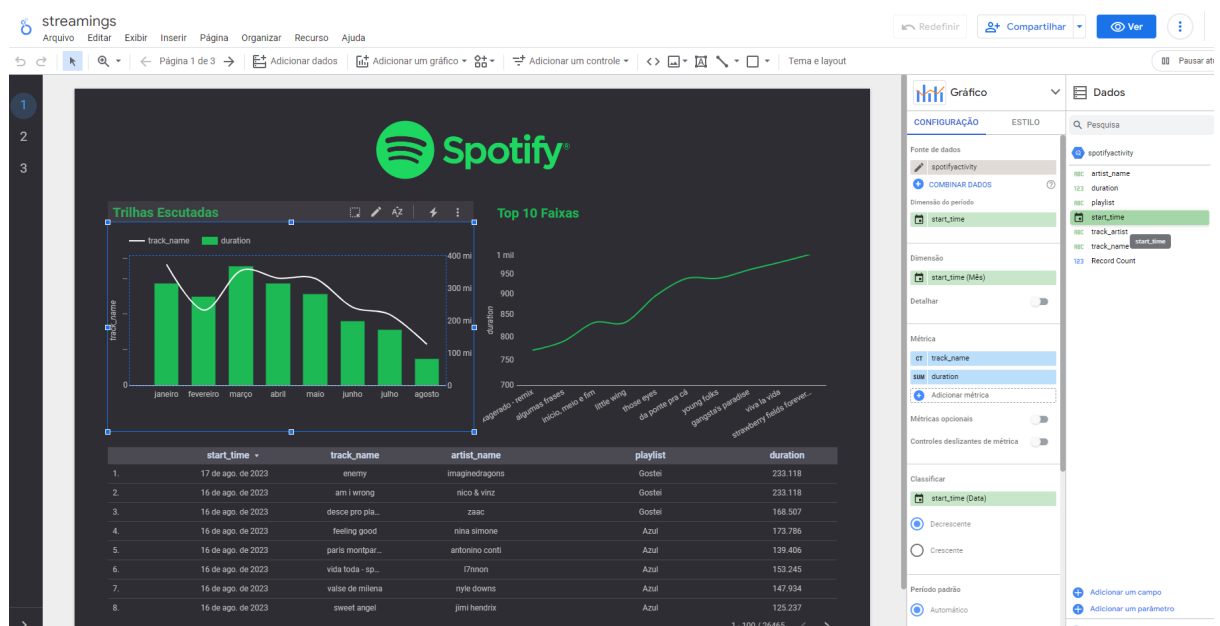 streamings
Arquivo Editar Exibir Inserir Página Organizar Recurso Ajuda
Redefinir Compartilhar Ver
Página 1 de 3 Adicionar dados Adicionar um gráfico Adicionar um controle Tema e layout Pausar atu
1
2
3
Spotify
Trilhas Escutadas
track_name duration
400 mi
300 mi
200 mi
100 mi
0
track_name
0
janeiro fevereiro março abril maio junho julho agosto
Top 10 Faixas
1 mil
950
900
850
800
750
700
duration
xagerado - remix
algumas frases
início, meio e fim
little wing
those eyes
da ponte pra cá
young folks
gangsta's paradise
viva la vida
strawberry fields forever...
start_time track_name artist_name playlist duration
1. 17 de ago. de 2023 enemy imaginedragons Gostei 233.118
2. 16 de ago. de 2023 am i wrong nico & vinz Gostei 233.118
3. 16 de ago. de 2023 desce pro pla... zaac Gostei 168.507
4. 16 de ago. de 2023 feeling good nina simone Azul 173.786
5. 16 de ago. de 2023 paris montpar... antonino conti Azul 139.406
6. 16 de ago. de 2023 vida toda - sp... l7nnon Azul 153.245
7. 16 de ago. de 2023 valse de milena nyle downs Azul 147.934
8. 16 de ago. de 2023 sweet angel jimi hendrix Azul 125.237
1 - 100 / 26465
Gráfico
CONFIGURAÇÃO ESTILO
Fonte de dados
spotifyactivity
COMBINAR DADOS
Dimensão do período
start_time
Dimensão
start_time (Mês)
Detalhar
Métrica
CT track_name
SUM duration
Adicionar métrica
Métricas opcionais
Controles deslizantes de métrica
Classificar
start_time (Data)
Decrescente
Crescente
Período padrão
Automático
Dados
Pesquisa
spotifyactivity
RBC artist_name
123 duration
RBC playlist
start_time
RBC track_artist
RBC track_name
start_time
123 Record Count
Adicionar um campo
Adicionar um parâmetro